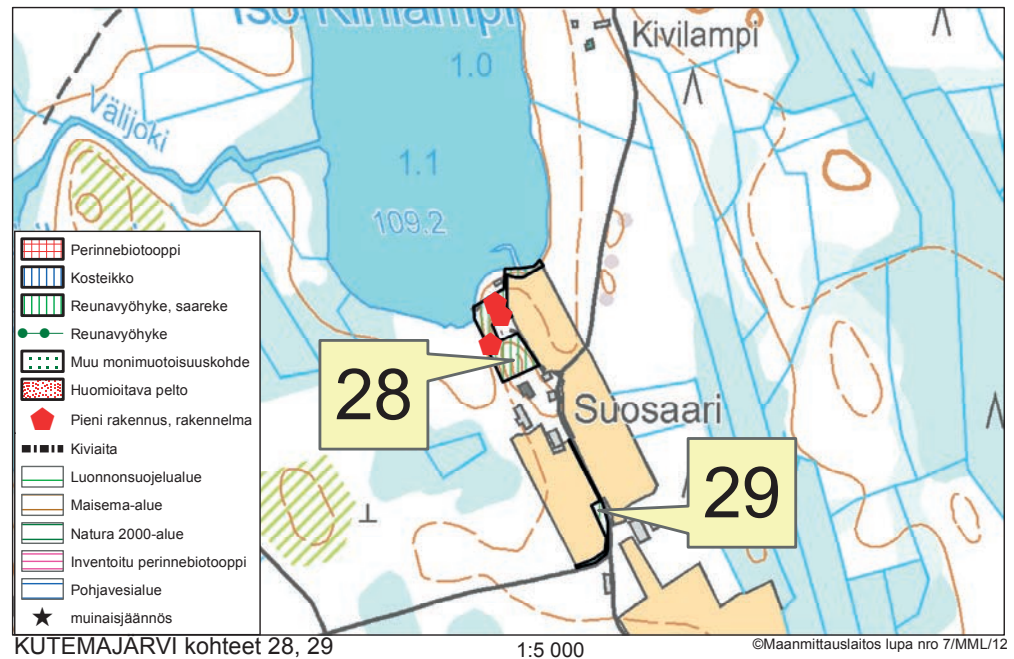 Iso Kivilampi
Kivilampi
1.0
Välijoki
1.1
109.2
Perinnebiotooppi
Kosteikko
Reunavyöhyke, saareke
Reunavyöhyke
Muu monimuotoisuuskohde
Huomioitava pelto
Pieni rakennus, rakennelma
Kiviaita
Luonnonsuojelualue
Maisema-alue
Natura 2000-alue
Inventoitu perinnebiotooppi
Pohjavesialue
muinaisjäännös
28
Suosaari
29
KUTEMAJÄRVI kohteet 28, 29
1:5 000
©Maanmittauslaitos lupa nro 7/MML/12